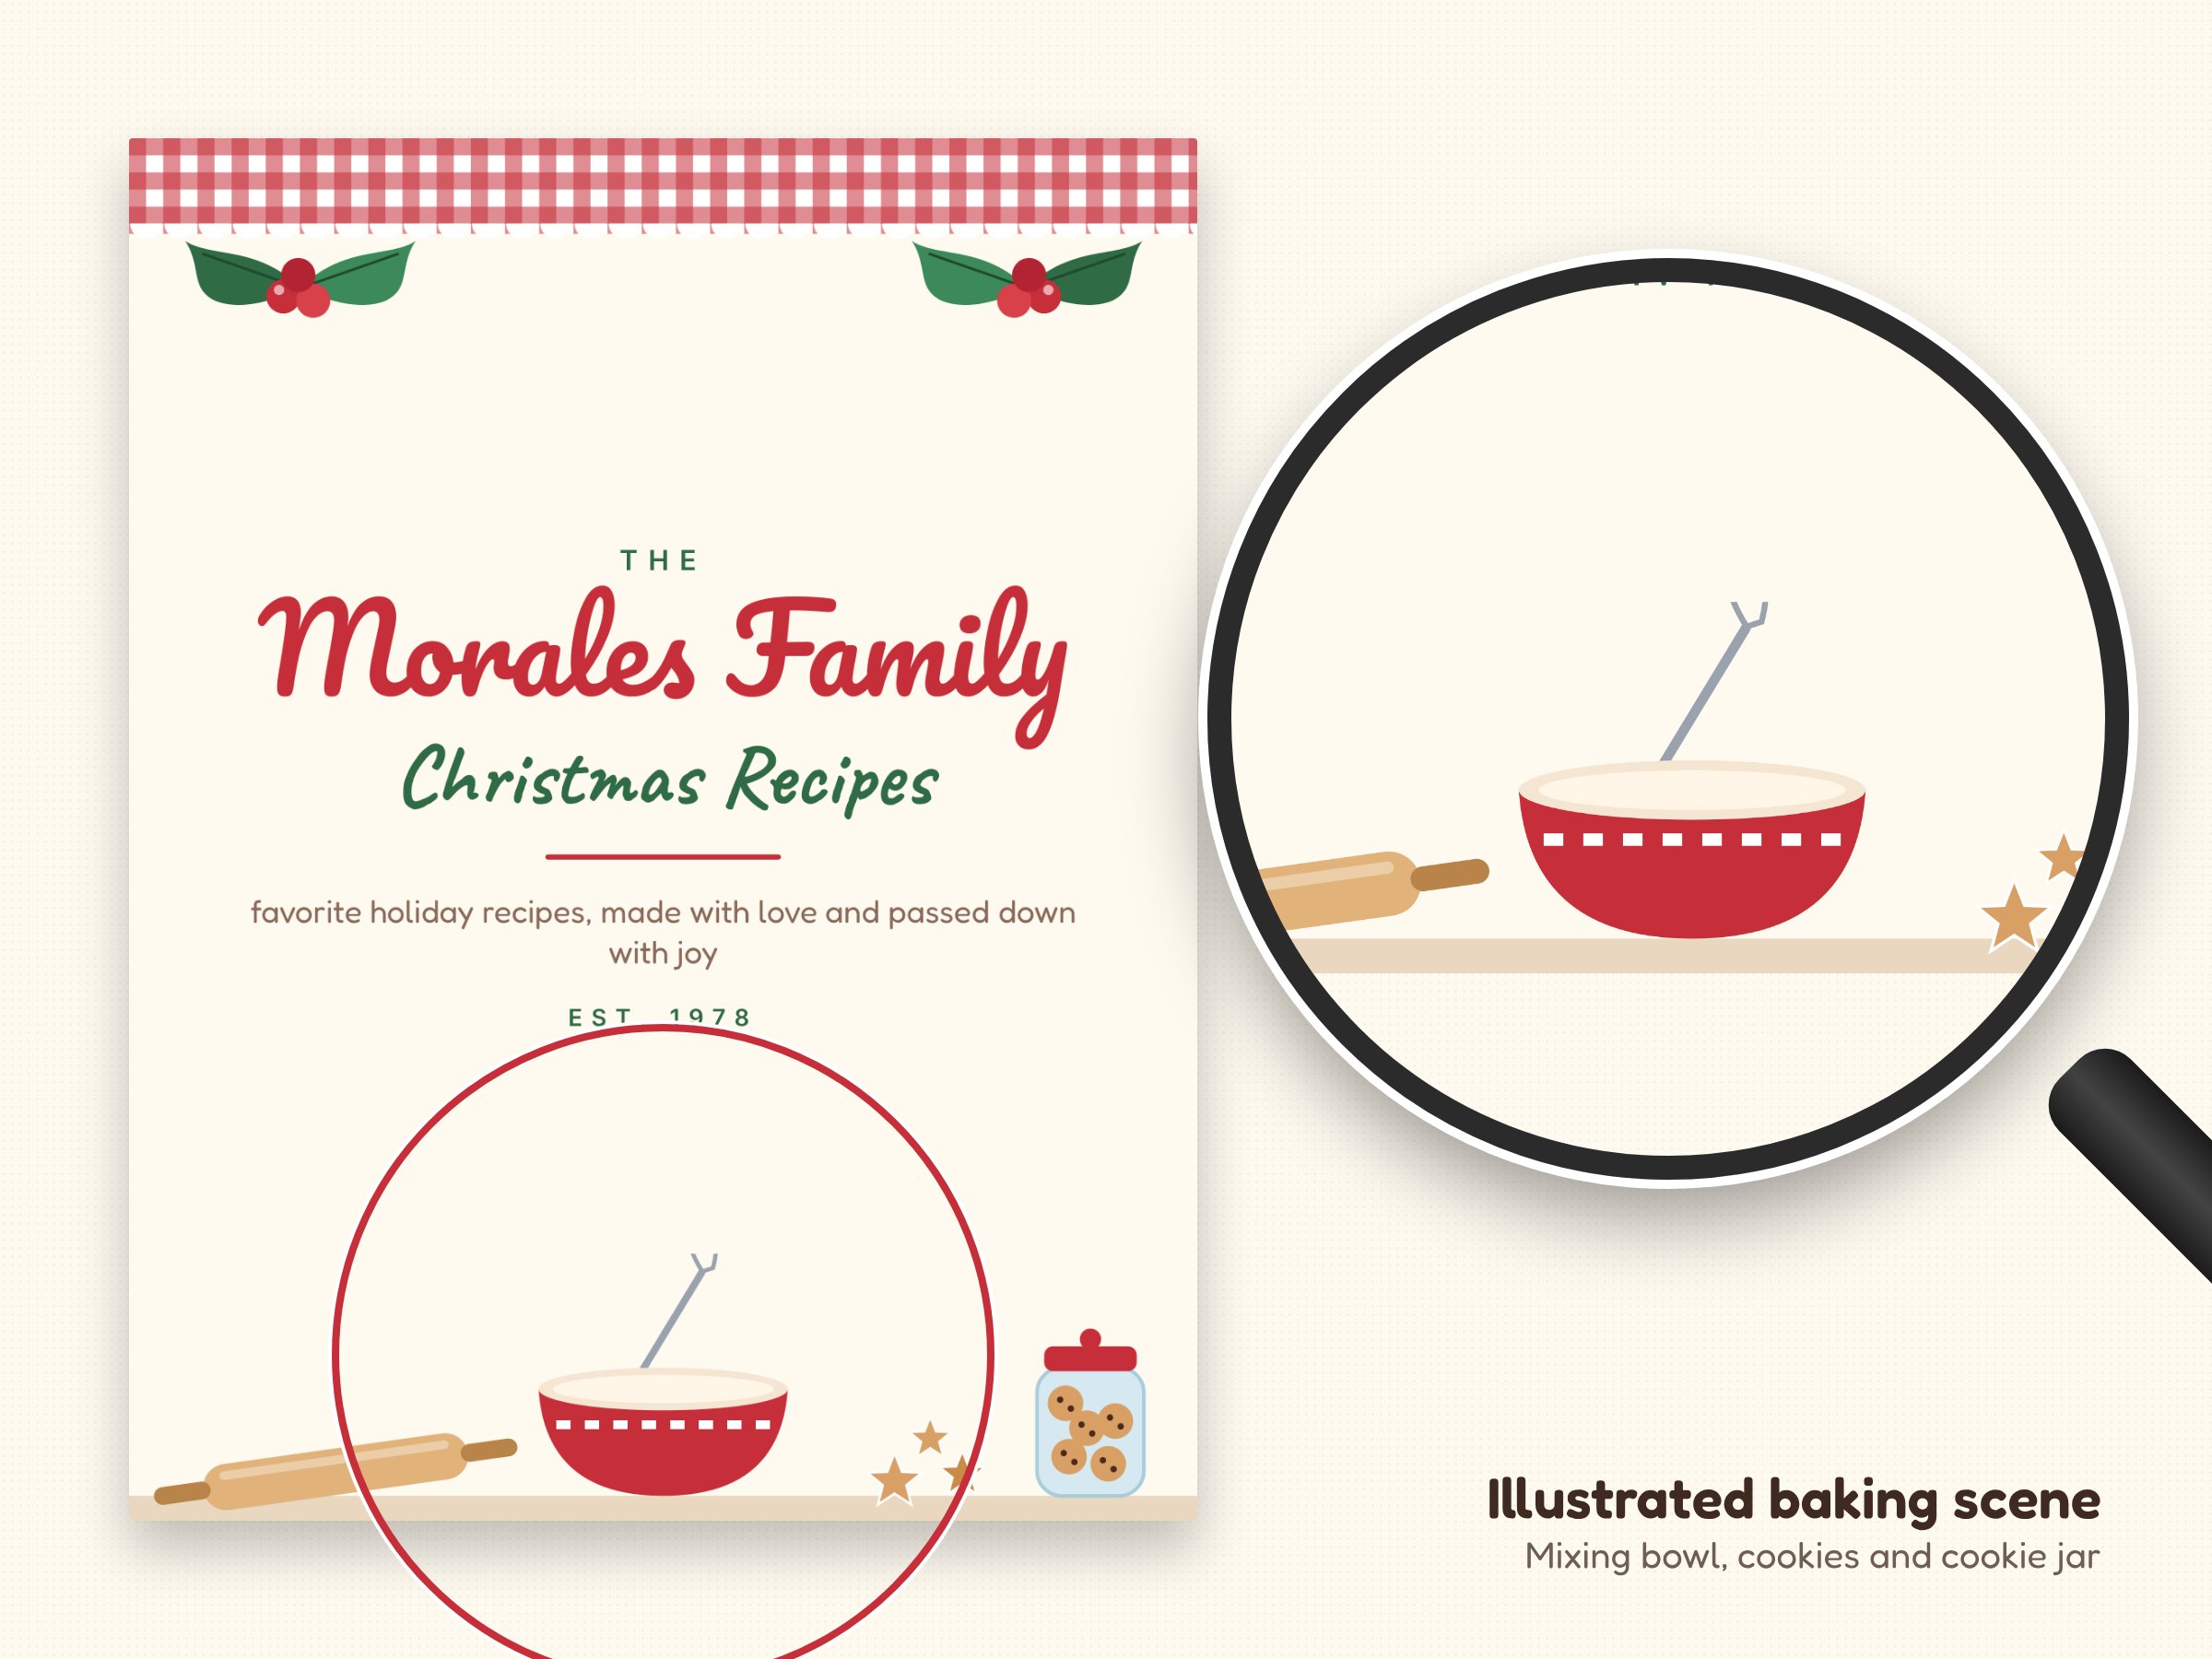 THE
Morales Family
Christmas Recipes
favorite holiday recipes, made with love and passed down
with joy
EST. 1978
Illustrated baking scene
Mixing bowl, cookies and cookie jar